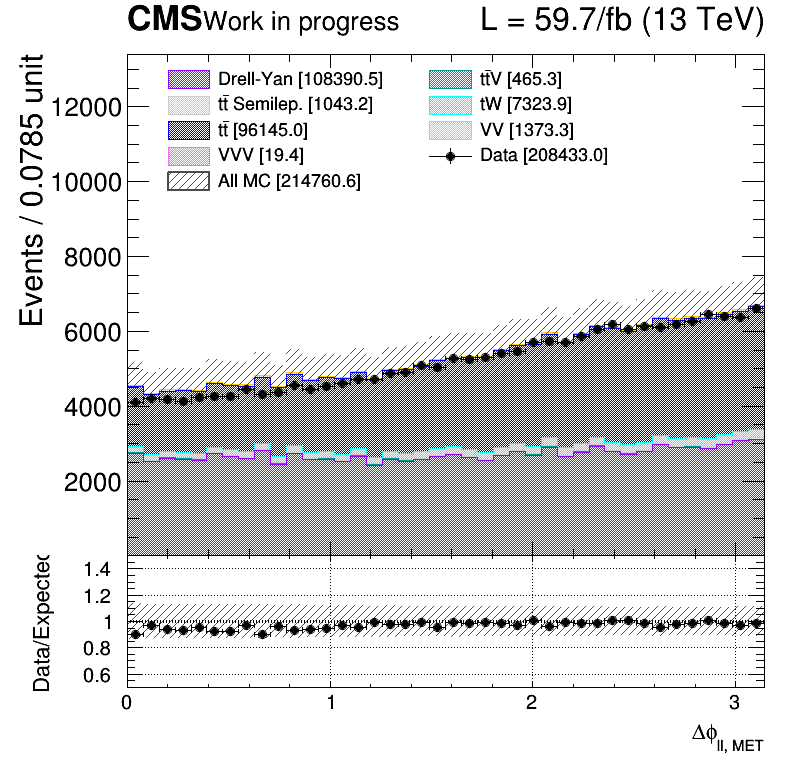 CMS Work in progress L = 59.7/fb (13 TeV)
Events / 0.0785 unit
Drell-Yan [108390.5]
tt̄ Semilep. [1043.2]
tt̄ [96145.0]
VVV [19.4]
All MC [214760.6]
tt̄V [465.3]
tW [7323.9]
VV [1373.3]
Data [208433.0]
12000
10000
8000
6000
4000
2000
Data/Expected
1.4
1.2
1
0.8
0.6
0 1 2 3
Δϕll, MET